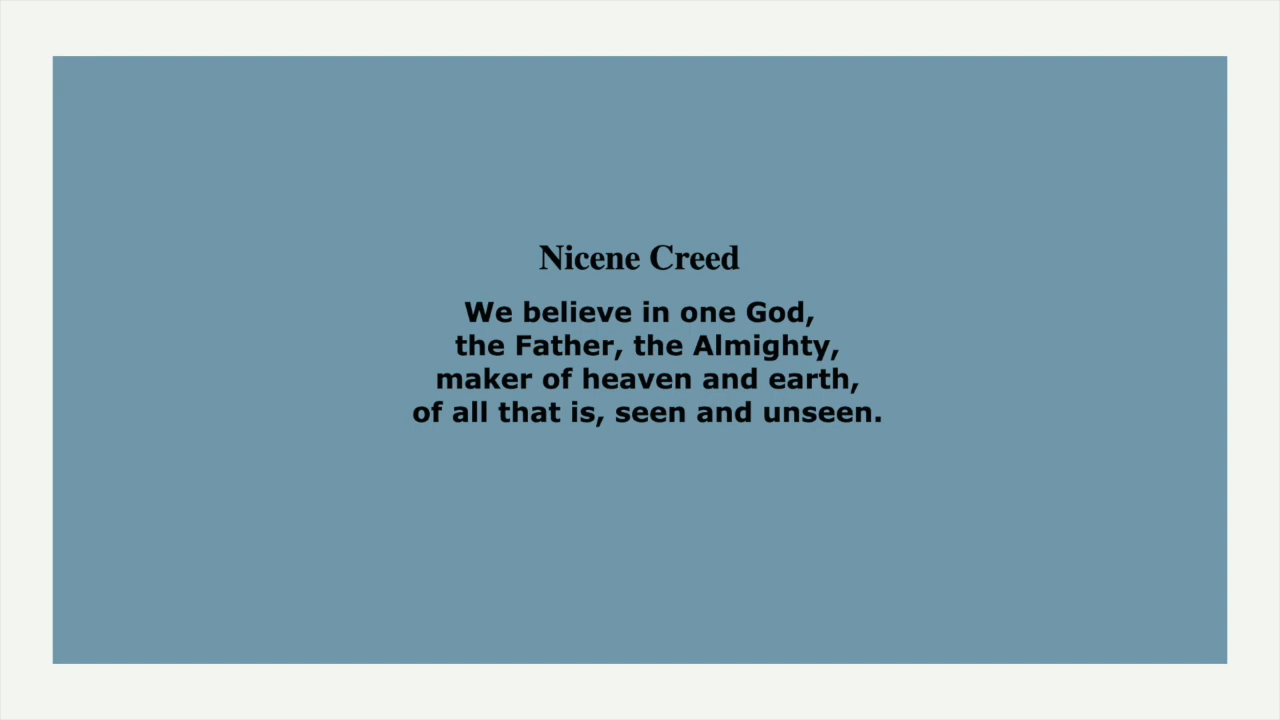 Nicene Creed
We believe in one God,
the Father, the Almighty,
maker of heaven and earth,
of all that is, seen and unseen.